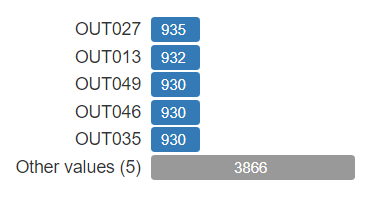 OUT027 935
OUT013 932
OUT049 930
OUT046 930
OUT035 930
Other values (5) 3866